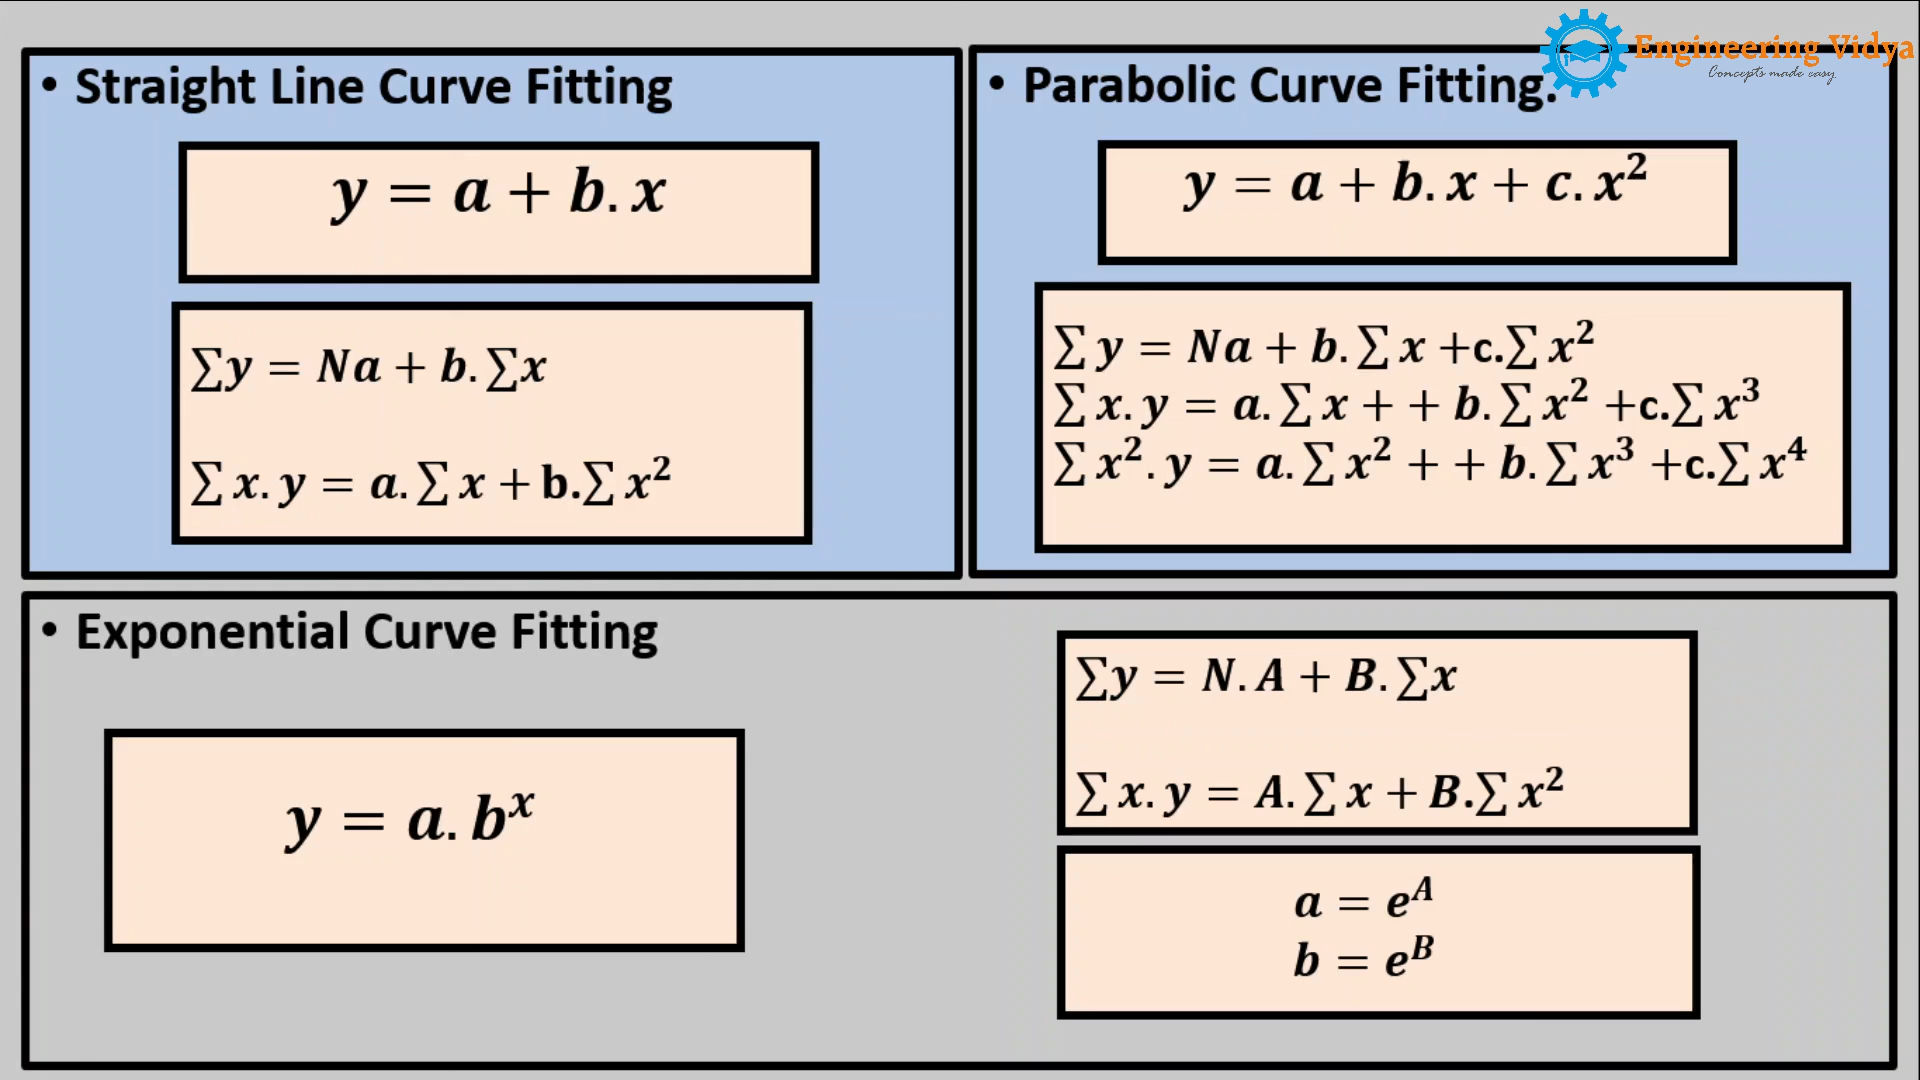 Engineering Vidya
Concepts made easy
• Straight Line Curve Fitting
y = a + b. x
∑y = Na + b. ∑x
∑ x. y = a. ∑ x + b.∑ x²
• Parabolic Curve Fitting.
y = a + b. x + c. x²
∑ y = Na + b. ∑ x +c.∑ x²
∑ x. y = a. ∑ x + + b. ∑ x² +c.∑ x³
∑ x². y = a. ∑ x² + + b. ∑ x³ +c.∑ x⁴
• Exponential Curve Fitting
y = a. bˣ
∑y = N. A + B. ∑x
∑ x. y = A. ∑ x + B.∑ x²
a = eᴬ
b = eᴮ